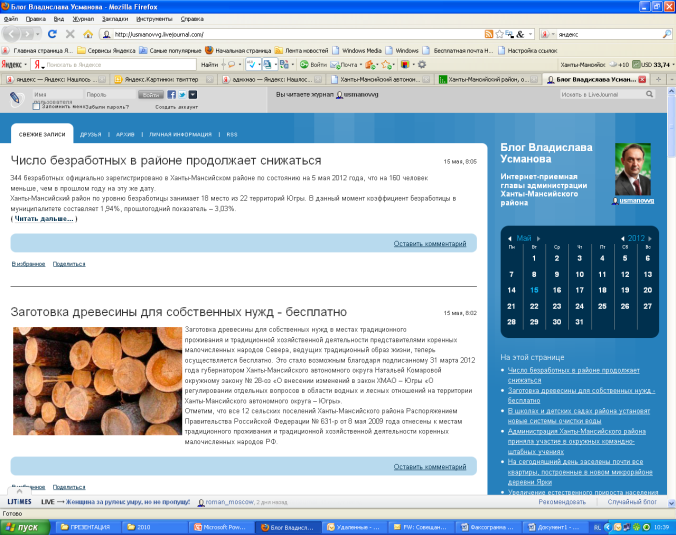 Блог Владислава Усманова - Mozilla Firefox
Файл Правка Вид Журнал Закладки Инструменты Справка
http://usmanovvg.livejournal.com/
яндекс
Главная страница Я... Сервисы Яндекса Самые популярные Начальная страница Лента новостей Windows Media Windows Бесплатная почта H... Настройка ссылок
Яндекс Поиск в Яндексе Найти Войти Почта Ханты-Мансийск +10 USD 33,74
яндекс — Яндекс: Нашлось ... Яндекс.Картинки: твиттер адмхмао — Яндекс: Нашлос... Ханты-Мансийский автоном... Ханты-Мансийский район, о... Блог Владислава Усман...
Имя пользователя
Войти
Запомнить меня Забыли пароль? Создать аккаунт
Вы читаете журнал usmanovvg
Искать в LiveJournal
СВЕЖИЕ ЗАПИСИ ДРУЗЬЯ АРХИВ ЛИЧНАЯ ИНФОРМАЦИЯ RSS
Число безработных в районе продолжает снижаться
15 мая, 8:05
344 безработных официально зарегистрировано в Ханты-Мансийском районе по состоянию на 5 мая 2012 года, что на 160 человек
меньше, чем в прошлом году на эту же дату.
Ханты-Мансийский район по уровню безработицы занимает 18 место из 22 территорий Югры. В данный момент коэффициент безработицы в
муниципалитете составляет 1,94%, прошлогодний показатель – 3,03%.
( Читать дальше... )
Оставить комментарий
В избранное Поделиться
Заготовка древесины для собственных нужд - бесплатно
15 мая, 8:02
Заготовка древесины для собственных нужд в местах традиционного
проживания и традиционной хозяйственной деятельности представителями коренных
малочисленных народов Севера, ведущих традиционный образ жизни, теперь
осуществляется бесплатно. Это стало возможным благодаря подписанному 31 марта 2012
года губернатором Ханты-Мансийского автономного округа Натальей Комаровой
окружному закону № 28-оз «О внесении изменений в закон ХМАО – Югры «О
регулировании отдельных вопросов в области водных и лесных отношений на территории
Ханты-Мансийского автономного округа – Югры».
Отметим, что все 12 сельских поселений Ханты-Мансийского района Распоряжением
Правительства Российской Федерации № 631-р от 8 мая 2009 года отнесены к местам
традиционного проживания и традиционной хозяйственной деятельности коренных
малочисленных народов РФ.
Оставить комментарий
В избранное Поделиться
Блог Владислава
Усманова
Интернет-приемная
главы администрации
Ханты-Мансийского
района
usmanovvg
Май 2012
Пн Вт Ср Чт Пт Сб Вс
1 2 3 4 5 6
7 8 9 10 11 12 13
14 15 16 17 18 19 20
21 22 23 24 25 26 27
28 29 30 31
На этой странице
Число безработных в районе продолжает
снижаться
Заготовка древесины для собственных нужд -
бесплатно
В школах и детских садах района установят
новые системы очистки воды
Администрация Ханты-Мансийского района
приняла участие в окружных командно-
штабных учениях
На сегодняшний день заселены почти все
квартиры, построенные в новом микрорайоне
деревни Ярки
Увеличение естественного прироста населения
LJTIMES LIVE Женщина за рулем: умру, но не пропущу! roman_moscow, 2 дня назад. Рекомендовать Случайный блог
Готово
пуск ПРЕЗЕНТАЦИЯ 2010 Microsoft Pow... Блог Владисл... Удаленные - ... FW: Совещан... Факсограмма ... Документ1 - ... RL 10:39